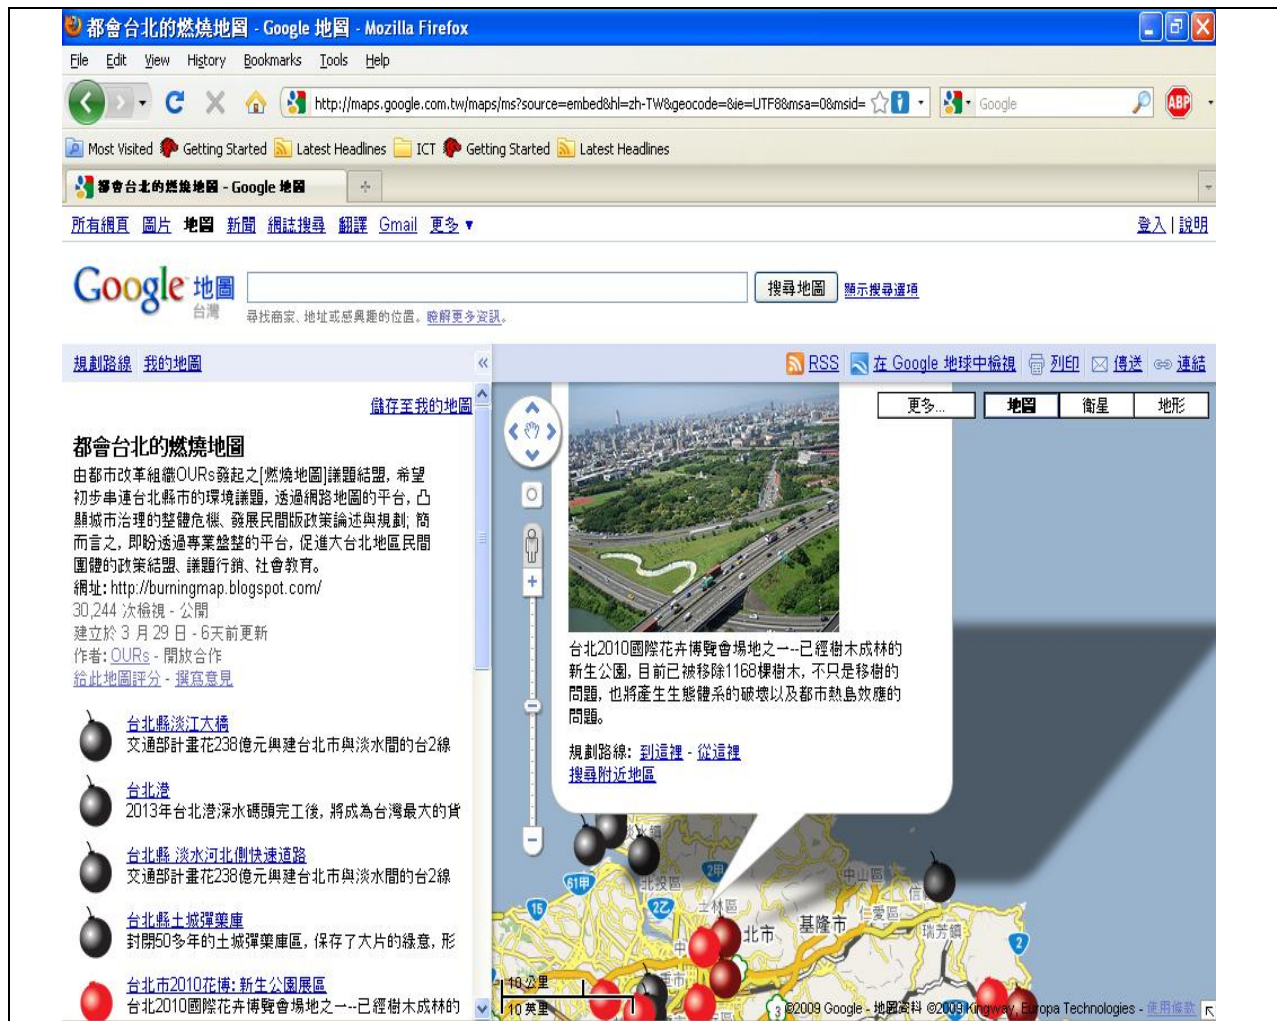 都會台北的燃燒地圖 - Google 地圖 - Mozilla Firefox
File Edit View History Bookmarks Tools Help
http://maps.google.com.tw/maps/ms?source=embed&hl=zh-TW&geocode=&ie=UTF8&msa=0&msid= Google ABP
Most Visited Getting Started Latest Headlines ICT Getting Started Latest Headlines
都會台北的燃燒地圖 - Google 地圖
所有網頁 圖片 地圖 新聞 網誌搜尋 翻譯 Gmail 更多 ▼ 登入 | 說明
Google 地圖 台灣 搜尋地圖 顯示搜尋選項
尋找商家、地址或感興趣的位置。瞭解更多資訊。
規劃路線 我的地圖 « RSS 在 Google 地球中檢視 列印 傳送 連結
儲存至我的地圖
更多... 地圖 衛星 地形
都會台北的燃燒地圖
由都市改革組織OURs發起之[燃燒地圖]議題結盟, 希望
初步串連台北縣市的環境議題, 透過網路地圖的平台, 凸
顯城市治理的整體危機、發展民間版政策論述與規劃; 簡
而言之, 即盼透過專業盤整的平台, 促進大台北地區民間
團體的政策結盟、議題行銷、社會教育。
網址: http://burningmap.blogspot.com/
30,244 次檢視 - 公開
建立於 3 月 29 日 - 6天前更新
作者: OURs - 開放合作
給此地圖評分 - 撰寫意見
台北縣淡江大橋
交通部計畫花238億元興建台北市與淡水間的台2線
台北港
2013年台北港深水碼頭完工後, 將成為台灣最大的貨
台北縣 淡水河北側快速道路
交通部計畫花238億元興建台北市與淡水間的台2線
台北縣土城彈藥庫
封閉50多年的土城彈藥庫區, 保存了大片的綠意, 形
台北市2010花博: 新生公園展區
台北2010國際花卉博覽會場地之一--已經樹木成林的
台北2010國際花卉博覽會場地之一--已經樹木成林的
新生公園, 目前已被移除1168棵樹木, 不只是移樹的
問題, 也將產生生態體系的破壞以及都市熱島效應的
問題。
規劃路線: 到這裡 - 從這裡
搜尋附近地區
淡水鎮
北投區
士林區
中山區
仁愛區
基隆市
瑞芳鎮
北市
61甲
2甲
2乙
15
2
3
10 公里
10 英里
©2009 Google - 地圖資料 ©2009 Kingway, Europa Technologies - 使用條款